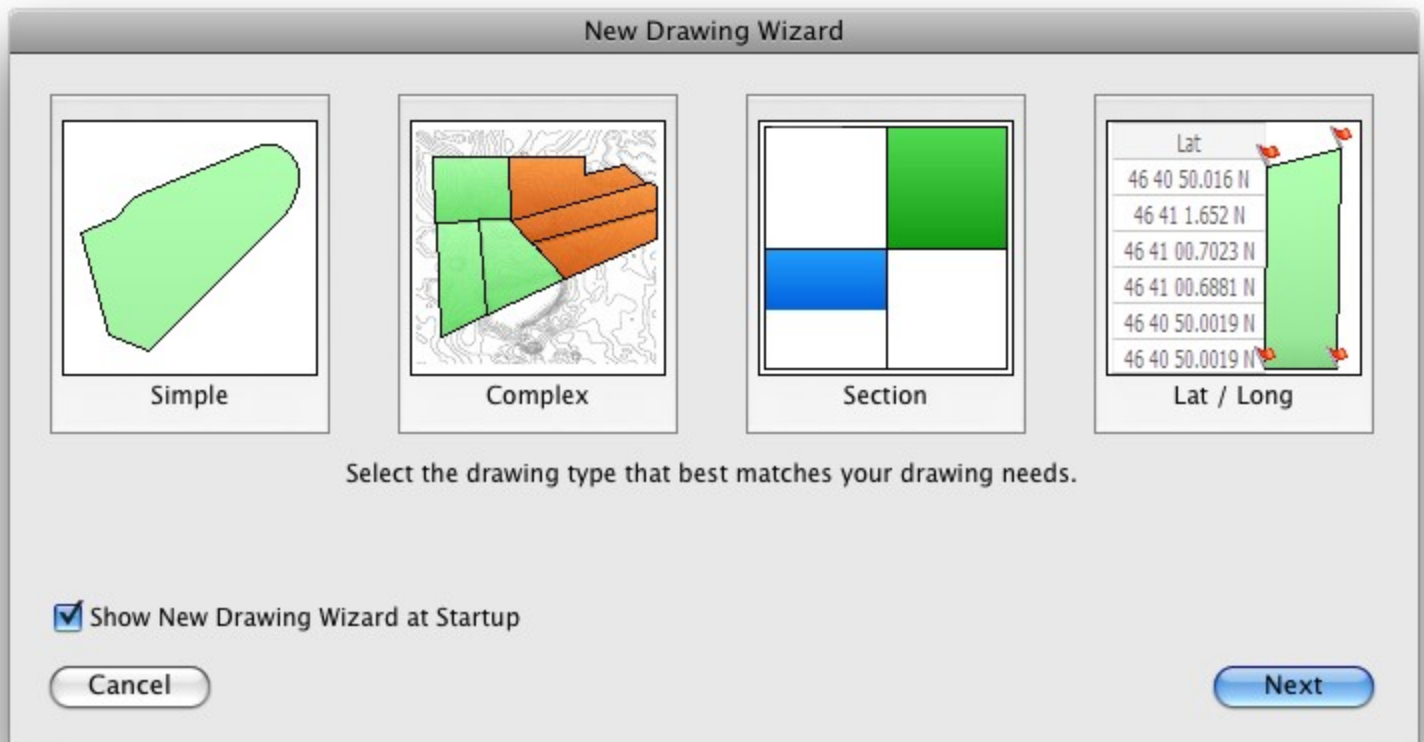 New Drawing Wizard
Lat
46 40 50.016 N
46 41 1.652 N
46 41 00.7023 N
46 41 00.6881 N
46 40 50.0019 N
46 40 50.0019 N
Simple
Complex
Section
Lat / Long
Select the drawing type that best matches your drawing needs.
Show New Drawing Wizard at Startup
Cancel
Next